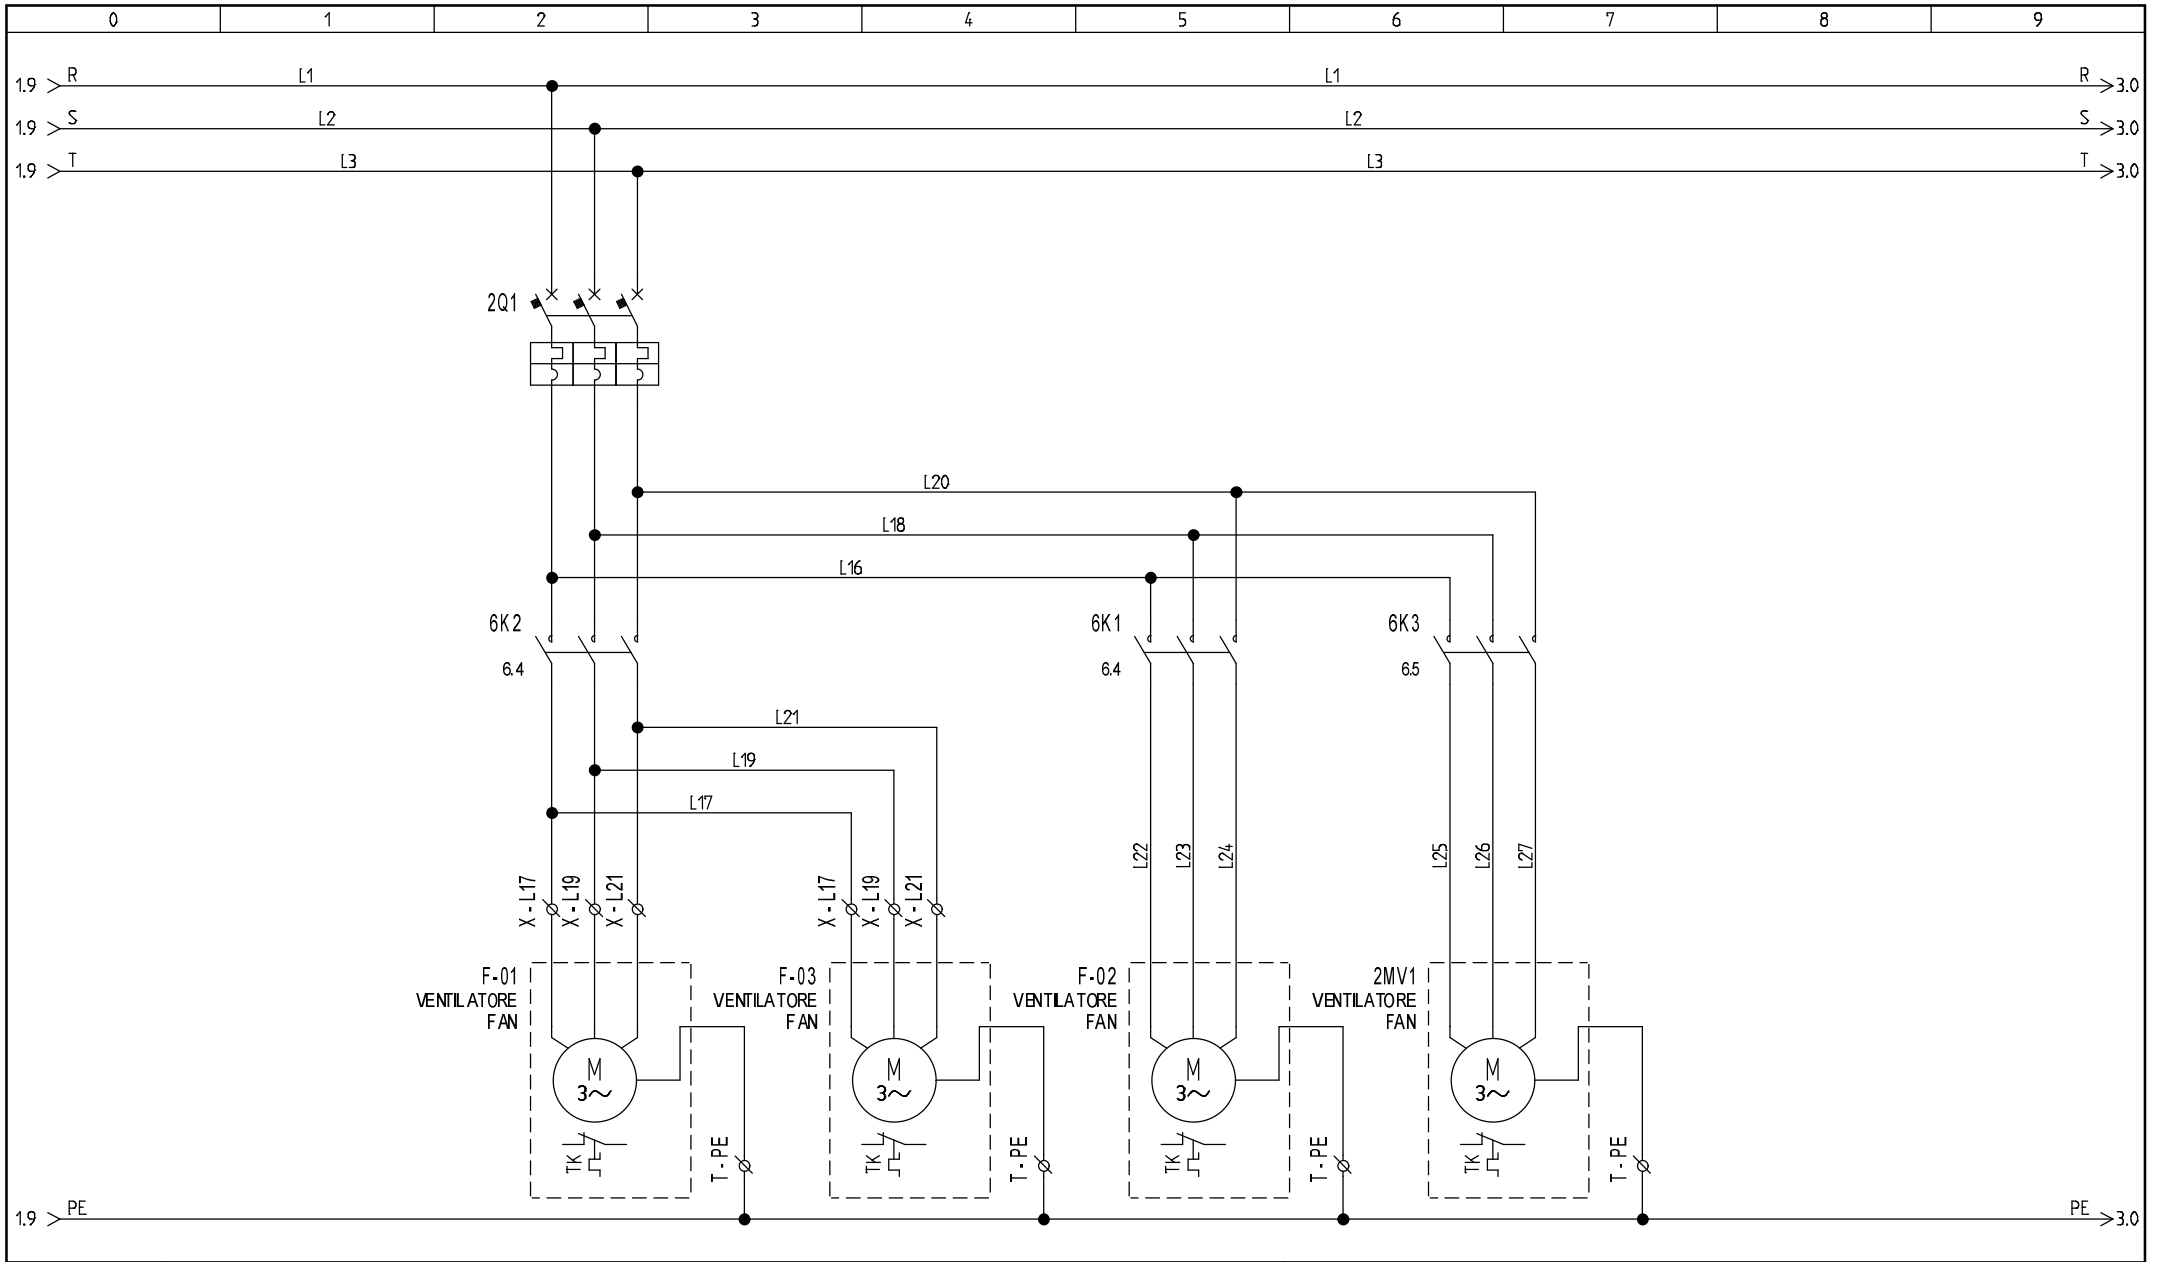 0 1 2 3 4 5 6 7 8 9
R L1 L1 R
1.9 3.0
S L2 L2 S
1.9 3.0
T L3 L3 T
1.9 3.0
2Q1
L20
L18
L16
6K2 6K1 6K3
6.4 6.4 6.5
L21
L19
L17
L22 L23 L24 L25 L26 L27
X - L17 X - L19 X - L21 X - L17 X - L19 X - L21
F-01 F-03 F-02 2MV1
VENTILATORE VENTILATORE VENTILATORE VENTILATORE
FAN FAN FAN FAN
M M M M
3~ 3~ 3~ 3~
TK T - PE TK T - PE TK T - PE TK T - PE
PE PE
1.9 3.0